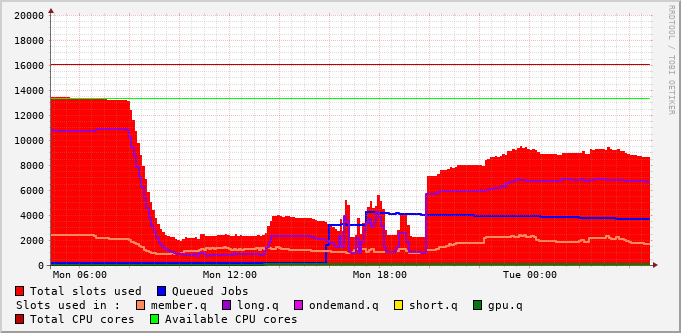 20000
18000
16000
14000
12000
10000
8000
6000
4000
2000
0
Mon 06:00 Mon 12:00 Mon 18:00 Tue 00:00
RRDTOOL / TOBI OETIKER
Total slots used Queued Jobs
Slots used in : member.q long.q ondemand.q short.q gpu.q
Total CPU cores Available CPU cores